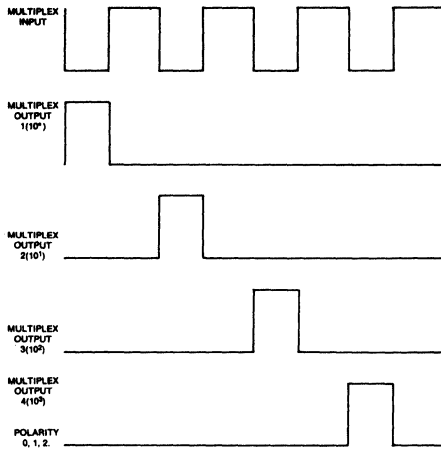 MULTIPLEX
INPUT
MULTIPLEX
OUTPUT
1(10°)
MULTIPLEX
OUTPUT
2(10¹)
MULTIPLEX
OUTPUT
3(10²)
MULTIPLEX
OUTPUT
4(10³)
POLARITY
0, 1, 2.